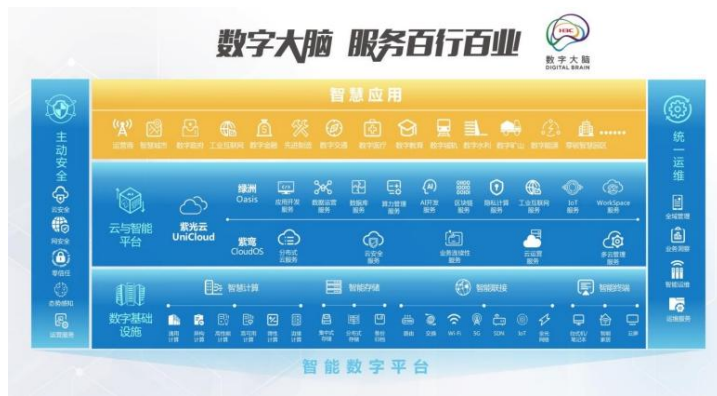 数字大脑 服务百行百业
H3C
数字大脑
DIGITAL BRAIN
智慧应用
运营商 智慧城市 数字政府 工业互联网 数字金融 先进制造 数字交通 数字医疗 数字教育 数字城轨 数字水利 数字矿山 数字能源 零碳智慧园区 ······
主动安全
云安全
网安全
零信任
态势感知
运营服务
云与智能平台
紫光云
UniCloud
绿洲
Oasis
应用开发服务
数据运营服务
数据库服务
算力管理服务
AI开发服务
区块链服务
隐私计算服务
工业互联网服务
IoT服务
WorkSpace服务
紫鸾
CloudOS
分布式云服务
云安全服务
业务连续性服务
云运营服务
多云管理服务
数字基础设施
智慧计算
通用计算
异构计算
高性能计算
高可用计算
弹性计算
边缘计算
智能存储
集中式存储
分布式存储
备份归档
智能联接
路由
交换
Wi-Fi
5G
SDN
IoT
全光网络
智能终端
台式机/笔记本
智能家居
云屏
统一运维
全域管理
业务洞察
智能运维
运维服务
智能数字平台